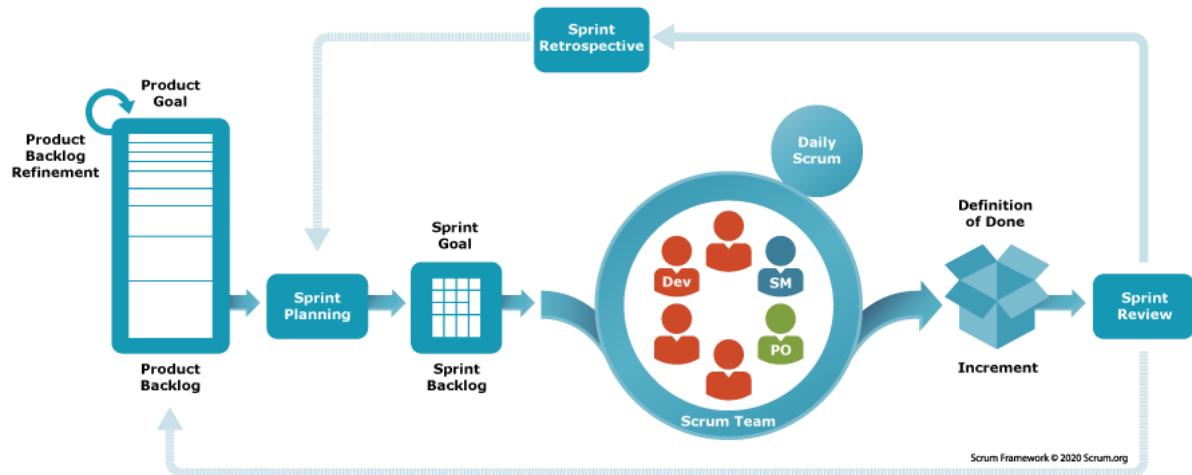 Sprint
Retrospective
Product
Goal
Product
Backlog
Refinement
Daily
Scrum
Sprint
Goal
Definition
of Done
Dev
SM
Sprint
Planning
Sprint
Review
PO
Product
Backlog
Sprint
Backlog
Increment
Scrum Team
Scrum Framework © 2020 Scrum.org